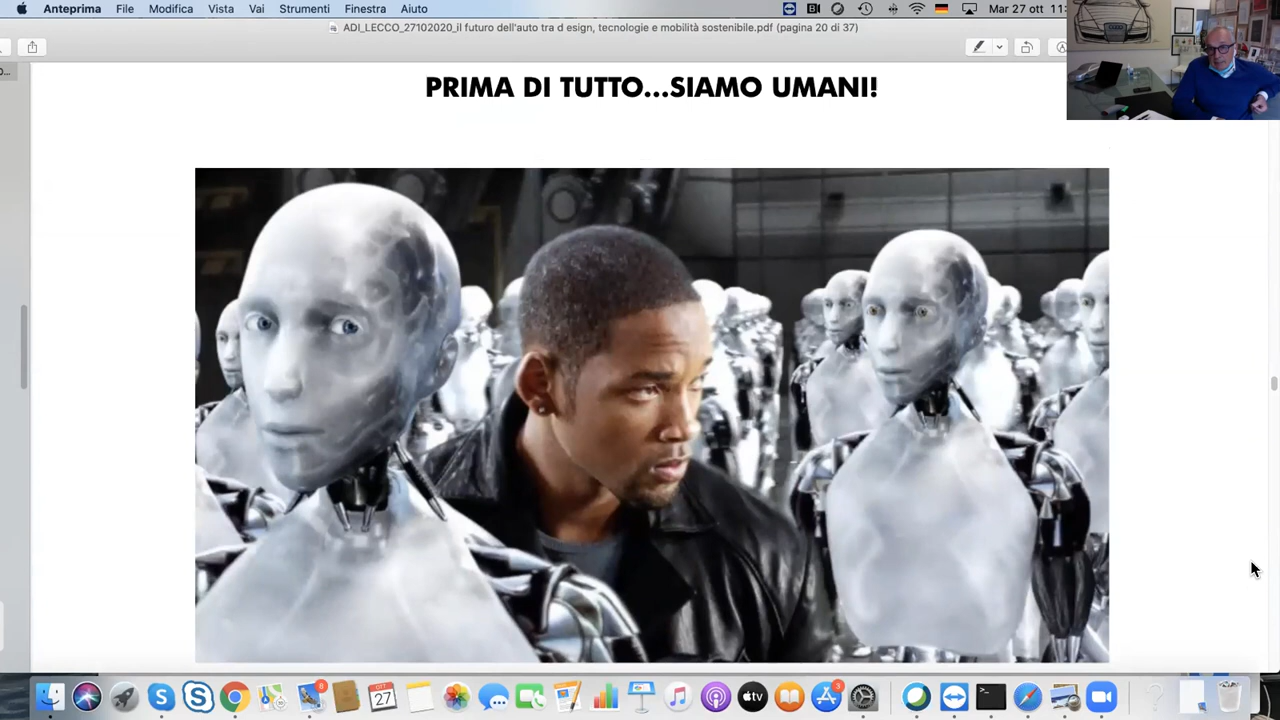 Anteprima File Modifica Vista Vai Strumenti Finestra Aiuto Mar 27 ott
ADI_LECCO_27102020_il futuro dell'auto tra d esign, tecnologie e mobilità sostenibile.pdf (pagina 20 di 37)
PRIMA DI TUTTO...SIAMO UMANI!